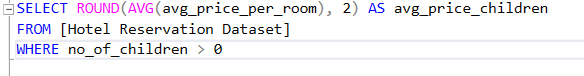 SELECT ROUND(AVG(avg_price_per_room), 2) AS avg_price_children
FROM [Hotel Reservation Dataset]
WHERE no_of_children > 0